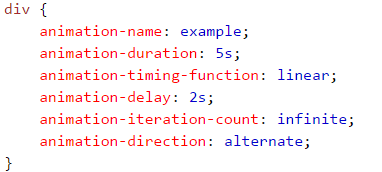 div {
    animation-name: example;
    animation-duration: 5s;
    animation-timing-function: linear;
    animation-delay: 2s;
    animation-iteration-count: infinite;
    animation-direction: alternate;
}